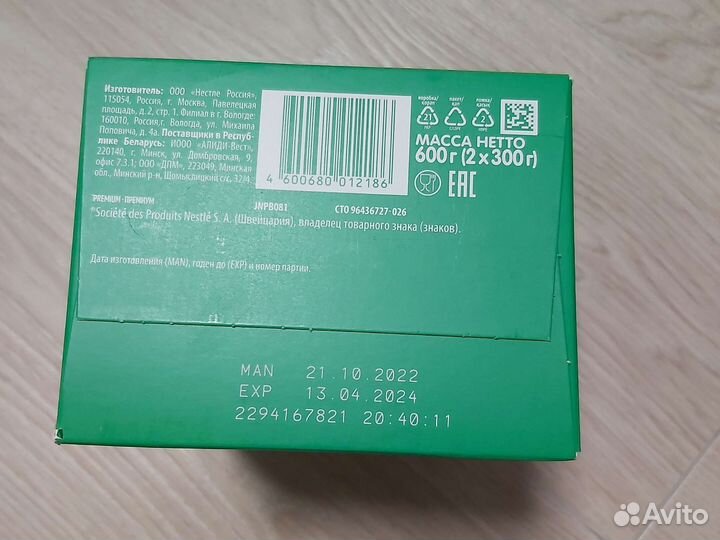 Изготовитель: ООО «Нестле Россия»,
115054, Россия, г. Москва, Павелецкая
площадь, д. 2, стр. 1. Филиал в г. Вологде:
160010, Россия, г. Вологда, ул. Михаила
Поповича, д. 4а. Поставщики в Респуб-
лике Беларусь: ИООО «АЛИДИ-Вест»,
220140, г. Минск, ул. Домбровская, 9,
офис 7.3.1; ООО «ДПМ», 223049, Минская
обл., Минский р-н, Щомыслицкий с/с, 32/4.
4 600680 012186
коробка/
қорап
пакет/
қап
ложка/
қасық
21
PAP
2
HDPE
МАССА НЕТТО
600 г (2 x 300 г)
EAC
PREMIUM - ПРЕМИУМ
JNPB081
СТО 96436727-026
®Société des Produits Nestlé S. A. (Швейцария), владелец товарного знака (знаков).
Дата изготовления (MAN), годен до (EXP) и номер партии.
MAN 21.10.2022
EXP 13.04.2024
2294167821 20:40:11
Avito